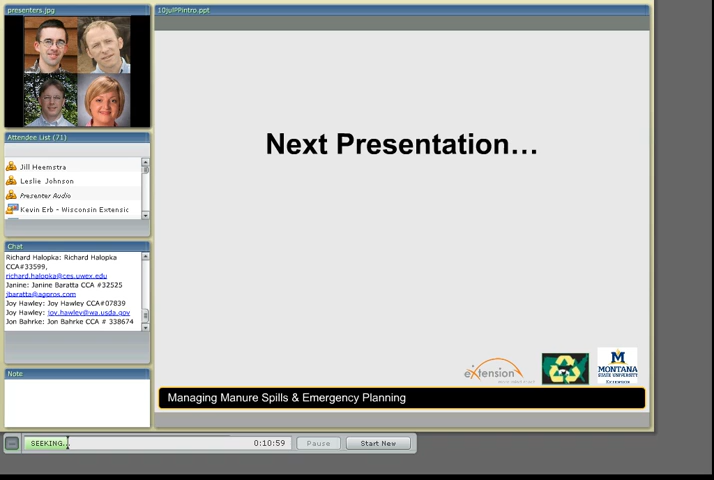 presenters.jpg
10julPPintro.ppt
Attendee List (71)
Jill Heemstra
Leslie Johnson
Presenter Audio
Kevin Erb - Wisconsin Extensic
Chat
Richard Halopka: Richard Halopka
CCA#33599,
richard.halopka@ces.uwex.edu
Janine: Janine Baratta CCA #32525
jbaratta@agpros.com
Joy Hawley: Joy Hawley CCA#07839
Joy Hawley: joy.hawley@wa.usda.gov
Jon Bahrke: Jon Bahrke CCA # 338674
Note
Next Presentation...
eXtension
M
MONTANA
STATE UNIVERSITY
Managing Manure Spills & Emergency Planning
SEEKING...
0:10:59
Pause
Start New